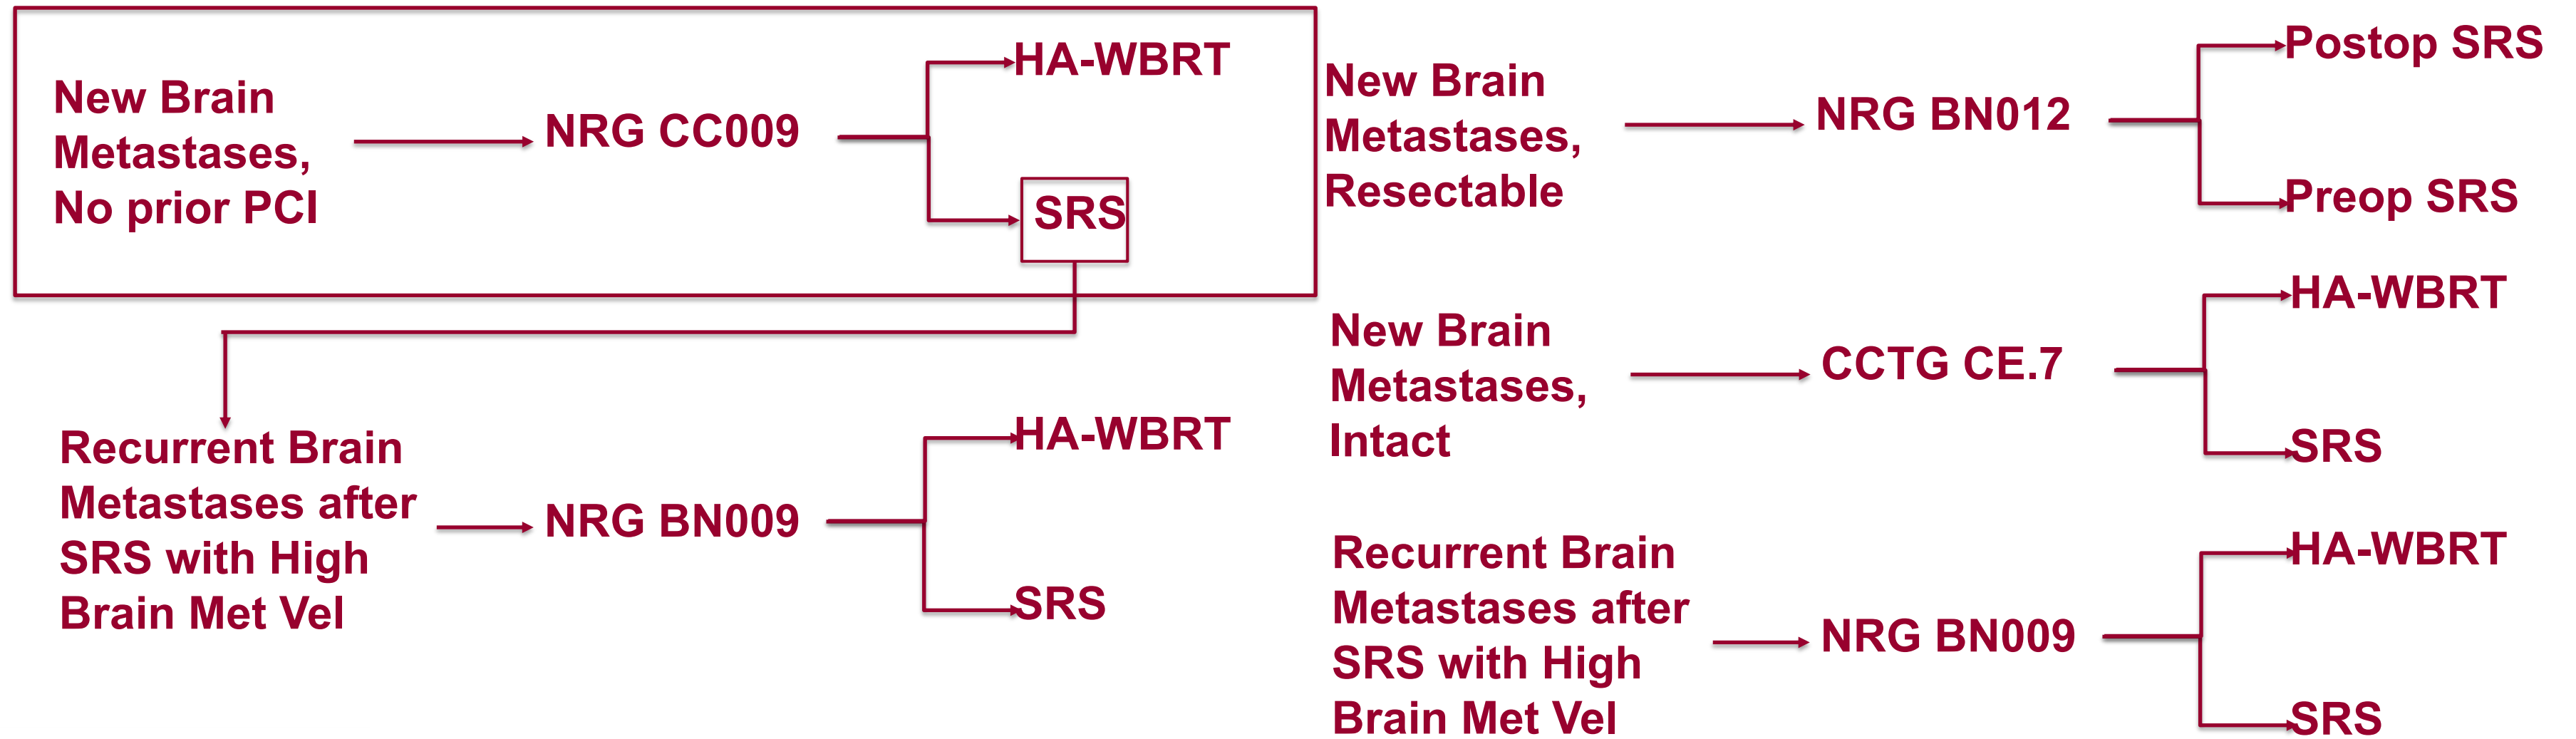 New Brain
Metastases,
No prior PCI
NRG CC009
HA-WBRT
SRS
Recurrent Brain
Metastases after
SRS with High
Brain Met Vel
NRG BN009
HA-WBRT
SRS
New Brain
Metastases,
Resectable
NRG BN012
Postop SRS
Preop SRS
New Brain
Metastases,
Intact
CCTG CE.7
HA-WBRT
SRS
Recurrent Brain
Metastases after
SRS with High
Brain Met Vel
NRG BN009
HA-WBRT
SRS